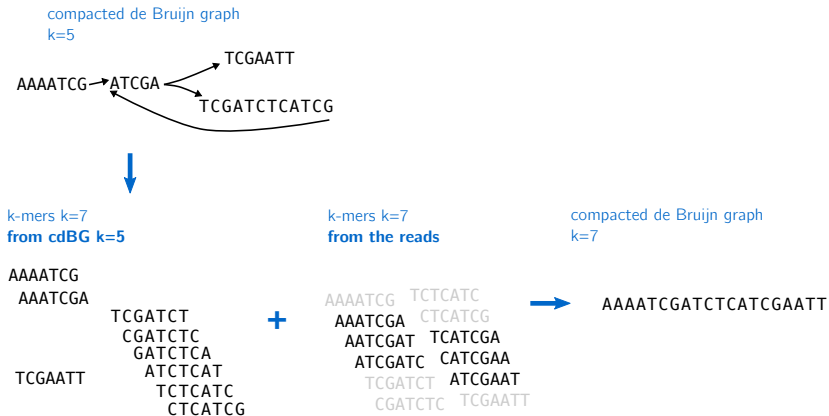 compacted de Bruijn graph
k=5
TCGAATT
AAAATCG
ATCGA
TCGATCTCATCG
k-mers k=7
from cdBG k=5
AAAATCG
AAATCGA
TCGATCT
CGATCTC
GATCTCA
ATCTCAT
TCTCATC
CTCATCG
TCGAATT
+
k-mers k=7
from the reads
AAAATCG
TCTCATC
CTCATCG
AAATCGA
TCATCGA
AATCGAT
CATCGAA
ATCGATC
ATCGAAT
TCGATCT
TCGAATT
CGATCTC
compacted de Bruijn graph
k=7
AAAATCGATCTCATCGAATT